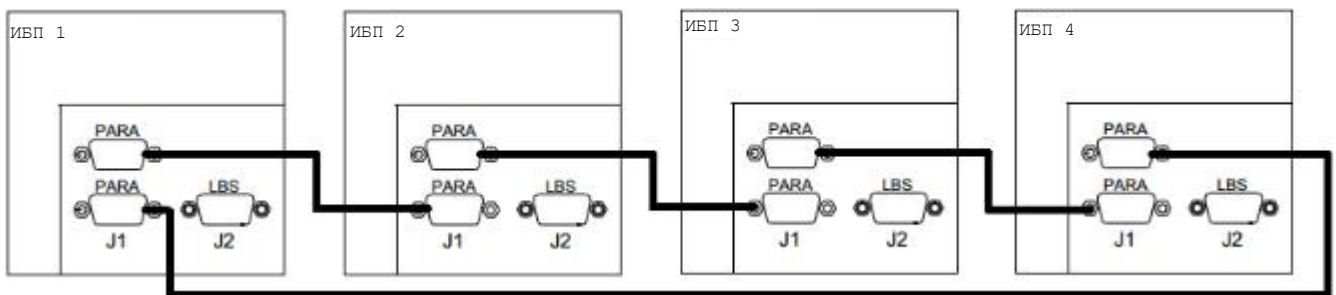 ИБП 1
PARA
PARA
LBS
J1
J2
ИБП 2
PARA
PARA
LBS
J1
J2
ИБП 3
PARA
PARA
LBS
J1
J2
ИБП 4
PARA
PARA
LBS
J1
J2